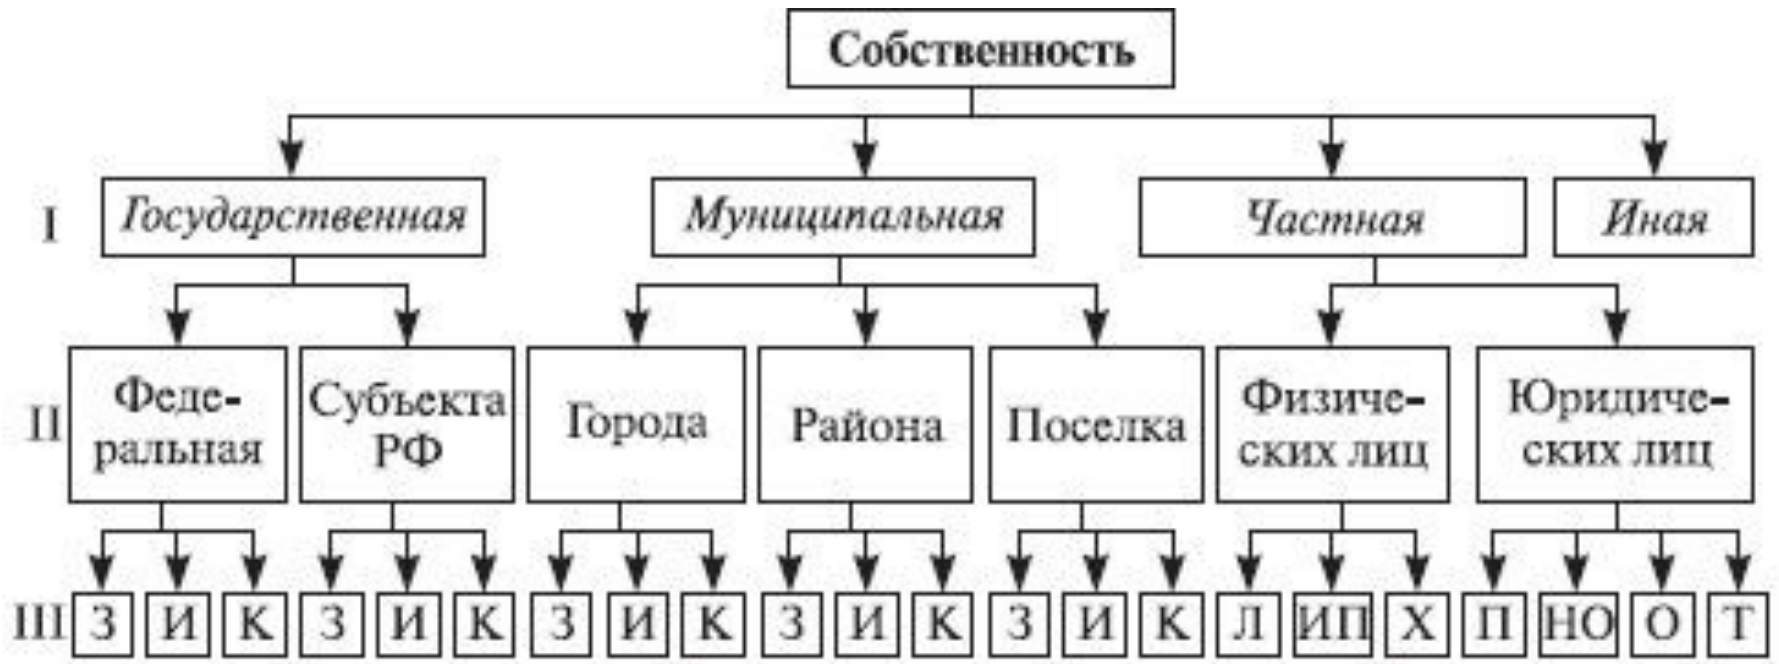 Собственность
I Государственная Муниципальная Частная Иная
II Феде-
ральная
Субъекта
РФ
Города
Района
Поселка
Физиче-
ских лиц
Юридиче-
ских лиц
III З И К З И К З И К З И К З И К Л ИП Х П НО О Т